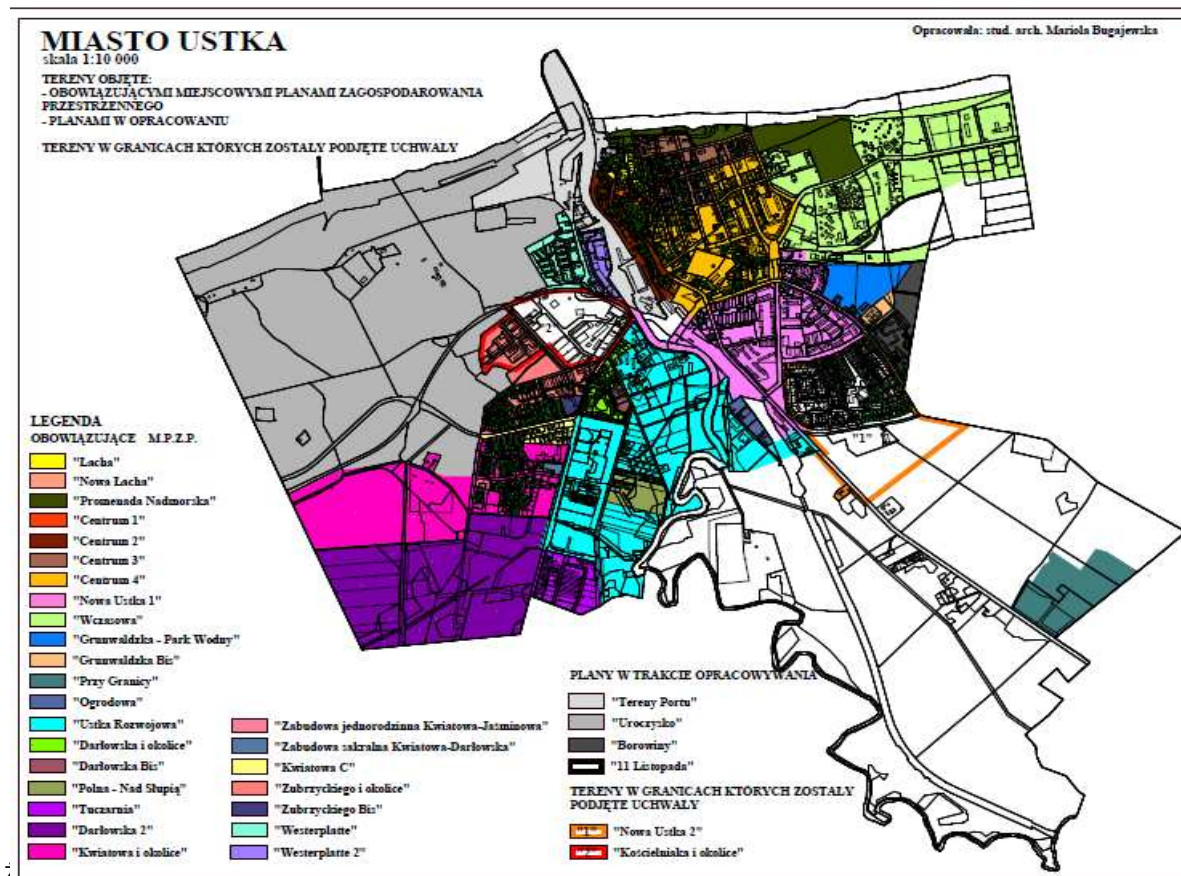 MIASTO USTKA
skala 1:10 000
Opracowała: stud. arch. Mariola Bugajewska
TERENY OBJĘTE:
- OBOWIĄZUJĄCYMI MIEJSCOWYMI PLANAMI ZAGOSPODAROWANIA
PRZESTRZENNEGO
- PLANAMI W OPRACOWANIU
TERENY W GRANICACH KTÓRYCH ZOSTAŁY PODJĘTE UCHWAŁY
2
"1"
LEGENDA
OBOWIĄZUJĄCE M.P.Z.P.
"Lacha"
"Nowa Lacha"
"Promenada Nadmorska"
"Centrum 1"
"Centrum 2"
"Centrum 3"
"Centrum 4"
"Nowa Ustka 1"
"Wczasowa"
"Grunwaldzka - Park Wodny"
"Grunwaldzka Bis"
"Przy Granicy"
"Ogrodowa"
"Ustka Rozwojowa"
"Darłowska i okolice"
"Darłowska Bis"
"Polna - Nad Słupią"
"Tuczarnia"
"Darłowska 2"
"Kwiatowa i okolice"
"Zabudowa jednorodzinna Kwiatowa-Jaśminowa"
"Zabudowa sakralna Kwiatowa-Darłowska"
"Kwiatowa C"
"Zubrzyckiego i okolice"
"Zubrzyckiego Bis"
"Westerplatte"
"Westerplatte 2"
PLANY W TRAKCIE OPRACOWYWANIA
"Tereny Portu"
"Uroczysko"
"Borowiny"
"11 Listopada"
TERENY W GRANICACH KTÓRYCH ZOSTAŁY
PODJĘTE UCHWAŁY
"1" "Nowa Ustka 2"
"2" "Kościelniaka i okolice"